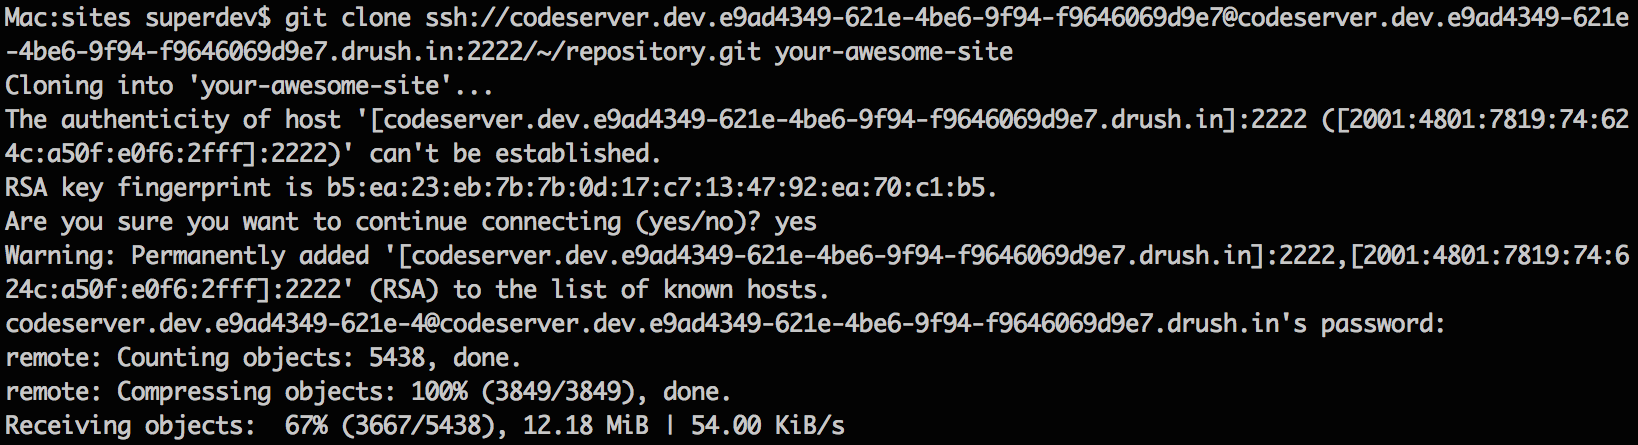 Mac:sites superdev$ git clone ssh://codeserver.dev.e9ad4349-621e-4be6-9f94-f9646069d9e7@codeserver.dev.e9ad4349-621e
-4be6-9f94-f9646069d9e7.drush.in:2222/~/repository.git your-awesome-site
Cloning into 'your-awesome-site'...
The authenticity of host '[codeserver.dev.e9ad4349-621e-4be6-9f94-f9646069d9e7.drush.in]:2222 ([2001:4801:7819:74:62
4c:a50f:e0f6:2fff]:2222)' can't be established.
RSA key fingerprint is b5:ea:23:eb:7b:7b:0d:17:c7:13:47:92:ea:70:c1:b5.
Are you sure you want to continue connecting (yes/no)? yes
Warning: Permanently added '[codeserver.dev.e9ad4349-621e-4be6-9f94-f9646069d9e7.drush.in]:2222,[2001:4801:7819:74:6
24c:a50f:e0f6:2fff]:2222' (RSA) to the list of known hosts.
codeserver.dev.e9ad4349-621e-4@codeserver.dev.e9ad4349-621e-4be6-9f94-f9646069d9e7.drush.in's password:
remote: Counting objects: 5438, done.
remote: Compressing objects: 100% (3849/3849), done.
Receiving objects:  67% (3667/5438), 12.18 MiB | 54.00 KiB/s